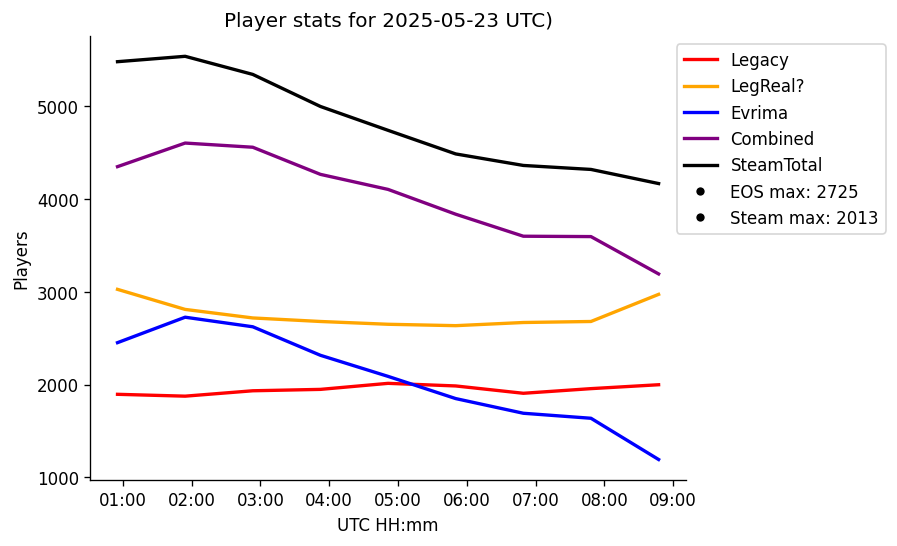 Player stats for 2025-05-23 UTC)
Legacy
LegReal?
Evrima
Combined
SteamTotal
EOS max: 2725
Steam max: 2013
Players
5000
4000
3000
2000
1000
01:00 02:00 03:00 04:00 05:00 06:00 07:00 08:00 09:00
UTC HH:mm